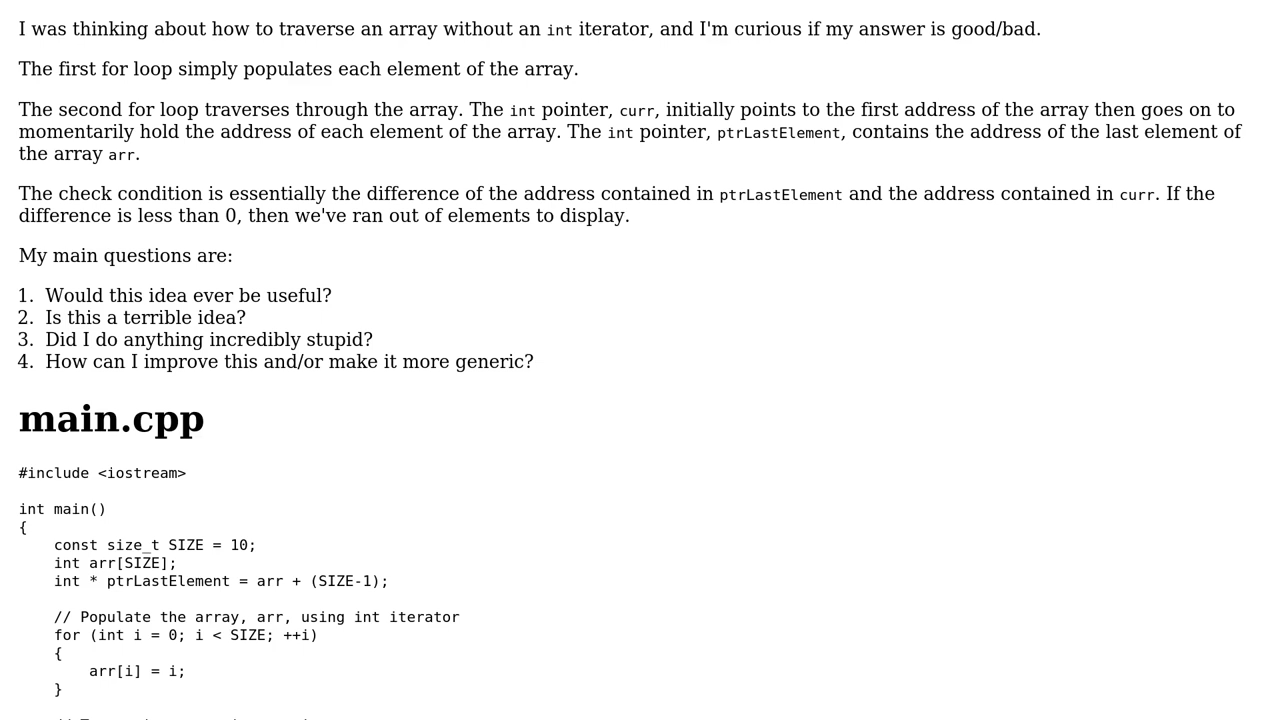 I was thinking about how to traverse an array without an int iterator, and I'm curious if my answer is good/bad.
The first for loop simply populates each element of the array.
The second for loop traverses through the array. The int pointer, curr, initially points to the first address of the array then goes on to
momentarily hold the address of each element of the array. The int pointer, ptrLastElement, contains the address of the last element of
the array arr.
The check condition is essentially the difference of the address contained in ptrLastElement and the address contained in curr. If the
difference is less than 0, then we've ran out of elements to display.
My main questions are:
1. Would this idea ever be useful?
2. Is this a terrible idea?
3. Did I do anything incredibly stupid?
4. How can I improve this and/or make it more generic?
main.cpp
#include <iostream>
int main()
{
    const size_t SIZE = 10;
    int arr[SIZE];
    int * ptrLastElement = arr + (SIZE-1);
    // Populate the array, arr, using int iterator
    for (int i = 0; i < SIZE; ++i)
    {
        arr[i] = i;
    }